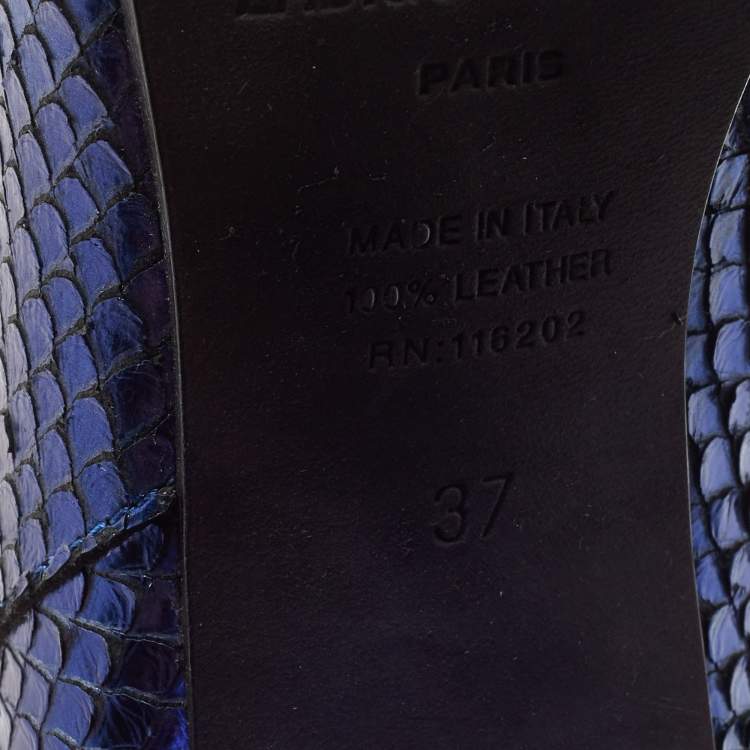 PARIS
MADE IN ITALY
100% LEATHER
RN:116202
37